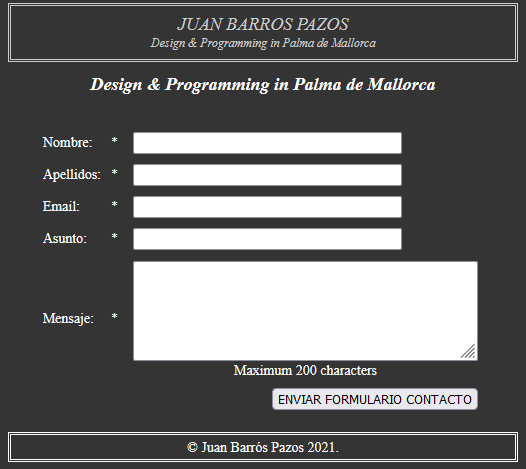 JUAN BARROS PAZOS
Design & Programming in Palma de Mallorca
Design & Programming in Palma de Mallorca
Nombre: *
Apellidos: *
Email: *
Asunto: *
Mensaje: *
Maximum 200 characters
ENVIAR FORMULARIO CONTACTO
© Juan Barrós Pazos 2021.